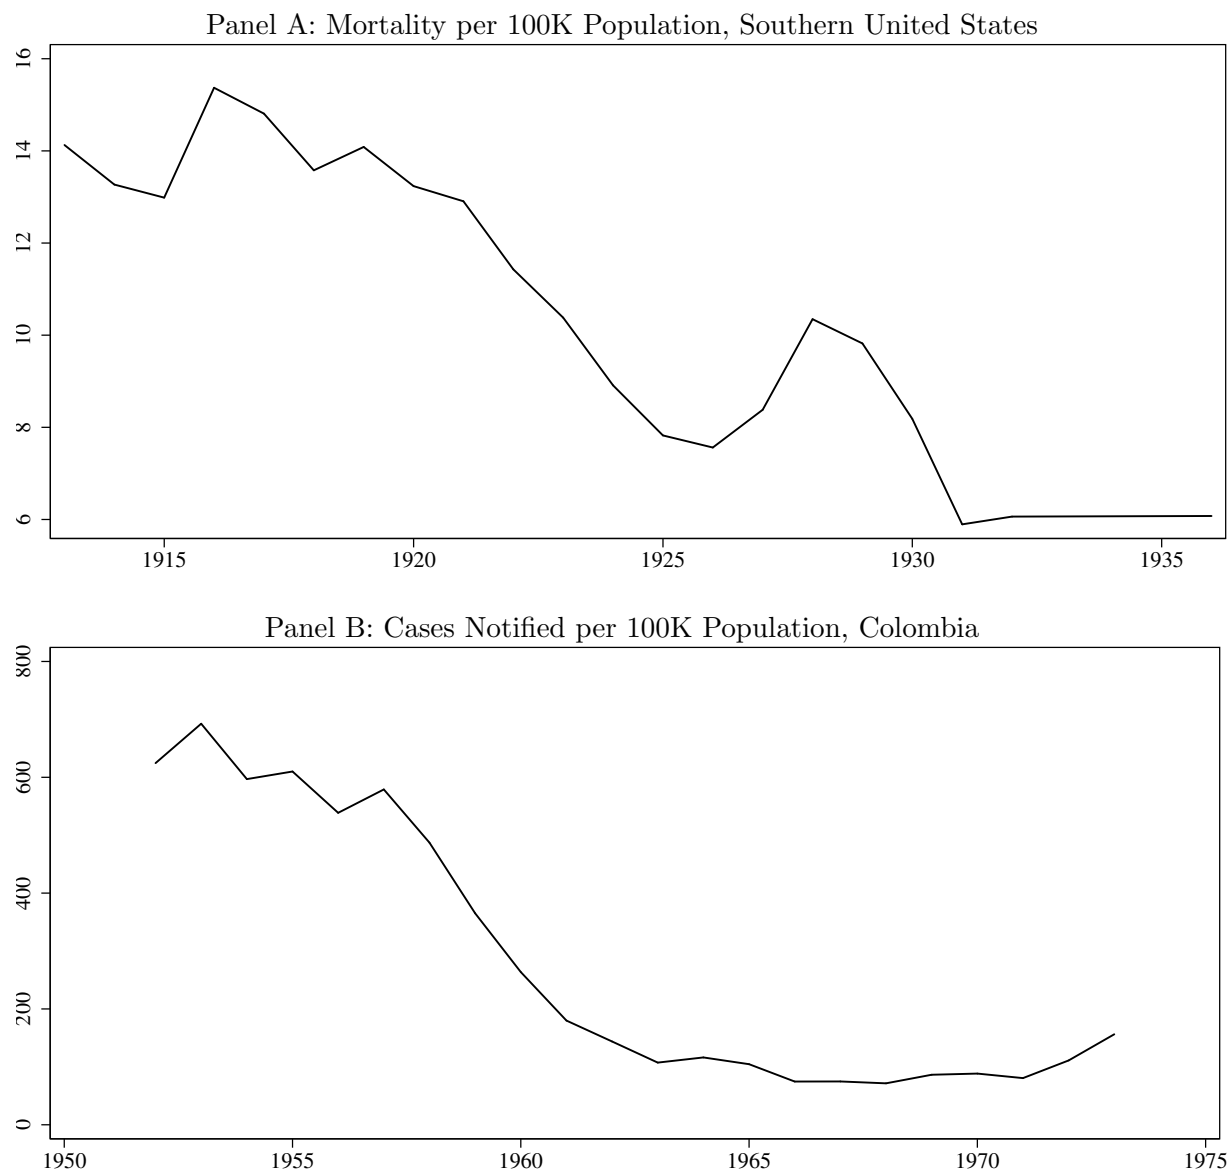 Panel A: Mortality per 100K Population, Southern United States
16
14
12
10
8
6
1915 1920 1925 1930 1935
Panel B: Cases Notified per 100K Population, Colombia
800
600
400
200
0
1950 1955 1960 1965 1970 1975